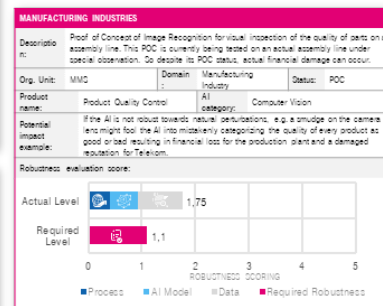 MANUFACTURING INDUSTRIES
Descriptio
n:
Proof of Concept of Image Recognition for visual inspection of the quality of parts on a
assembly line. This POC is currently being tested on an actual assembly line under
special observation. So despite its POC status, actual financial damage can occur.
Org. Unit: MMS Domain
: Manufacturing
Industry Status: POC
Product
name: Product Quality Control AI
category: Computer Vision
Potential
impact
example:
If the AI is not robust towards natural perturbations, e.g. a smudge on the camera
lens might fool the AI into mistakenly categorizing the quality of every product as
good or bad resulting in financial loss for the production plant and a damaged
reputation for Telekom.
Robustness evaluation score:
Actual Level 1,75
Required
Level 1,1
0 1 2 3 4 5
ROBUSTNESS SCORING
Process AI Model Data Required Robustness